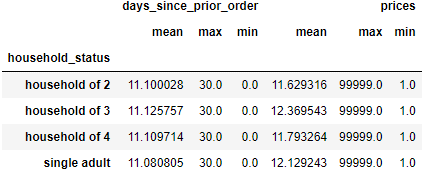 days_since_prior_order prices
mean max min mean max min
household_status
household of 2 11.100028 30.0 0.0 11.629316 99999.0 1.0
household of 3 11.125757 30.0 0.0 12.369543 99999.0 1.0
household of 4 11.109714 30.0 0.0 11.793264 99999.0 1.0
single adult 11.080805 30.0 0.0 12.129243 99999.0 1.0